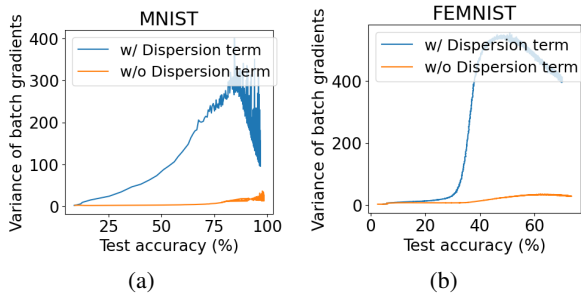 MNIST
Variance of batch gradients
400
300
200
100
0
w/ Dispersion term
w/o Dispersion term
25
50
75
100
Test accuracy (%)
(a)
FEMNIST
Variance of batch gradients
400
200
0
w/ Dispersion term
w/o Dispersion term
0
20
40
60
Test accuracy (%)
(b)